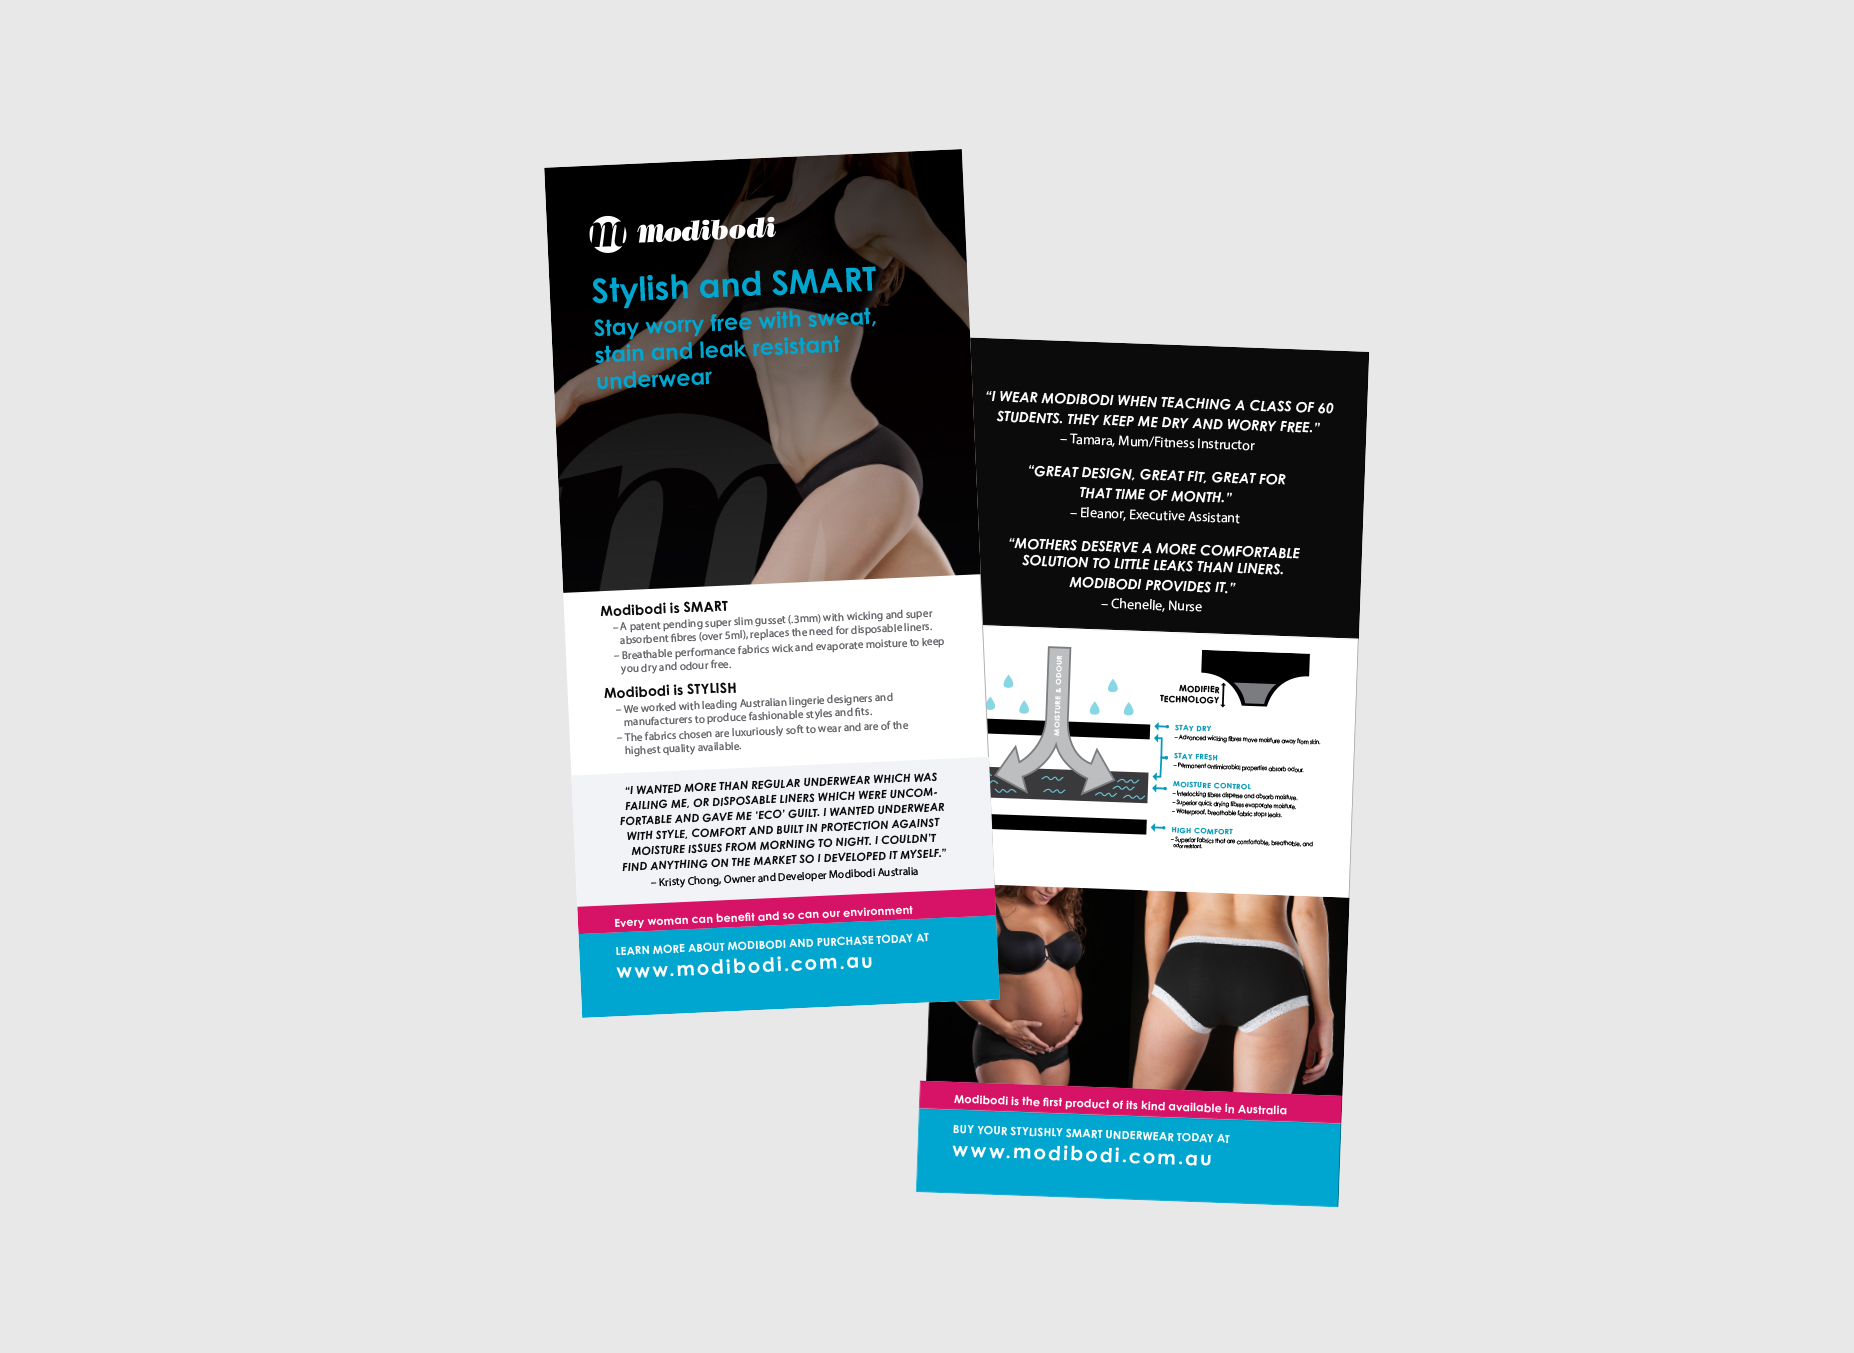 m modibodi
Stylish and SMART
Stay worry free with sweat,
stain and leak resistant
underwear
m
Modibodi is SMART
– A patent pending super slim gusset (.3mm) with wicking and super
absorbent fibres (over 5ml), replaces the need for disposable liners.
– Breathable performance fabrics wick and evaporate moisture to keep
you dry and odour free.
Modibodi is STYLISH
– We worked with leading Australian lingerie designers and
manufacturers to produce fashionable styles and fits.
– The fabrics chosen are luxuriously soft to wear and are of the
highest quality available.
“I WANTED MORE THAN REGULAR UNDERWEAR WHICH WAS
FAILING ME, OR DISPOSABLE LINERS WHICH WERE UNCOM-
FORTABLE AND GAVE ME 'ECO' GUILT. I WANTED UNDERWEAR
WITH STYLE, COMFORT AND BUILT IN PROTECTION AGAINST
MOISTURE ISSUES FROM MORNING TO NIGHT. I COULDN'T
FIND ANYTHING ON THE MARKET SO I DEVELOPED IT MYSELF.”
– Kristy Chong, Owner and Developer Modibodi Australia
Every woman can benefit and so can our environment
LEARN MORE ABOUT MODIBODI AND PURCHASE TODAY AT
www.modibodi.com.au
“I WEAR MODIBODI WHEN TEACHING A CLASS OF 60
STUDENTS. THEY KEEP ME DRY AND WORRY FREE.”
– Tamara, Mum/Fitness Instructor
“GREAT DESIGN, GREAT FIT, GREAT FOR
THAT TIME OF MONTH.”
– Eleanor, Executive Assistant
“MOTHERS DESERVE A MORE COMFORTABLE
SOLUTION TO LITTLE LEAKS THAN LINERS.
MODIBODI PROVIDES IT.”
– Chenelle, Nurse
MOISTURE & ODOUR
MODIFIER
TECHNOLOGY
STAY DRY
– Advanced wicking fibres move moisture away from skin.
STAY FRESH
– Permanent antimicrobic properties absorb odour.
MOISTURE CONTROL
– Interlocking fibres dispense and absorb moisture.
– Superior quick drying fibres evaporate moisture.
– Waterproof, breathable fabric stops leaks.
HIGH COMFORT
– Superior fabrics that are comfortable, breathable, and
odor resistant.
Modibodi is the first product of its kind available in Australia
BUY YOUR STYLISHLY SMART UNDERWEAR TODAY AT
www.modibodi.com.au